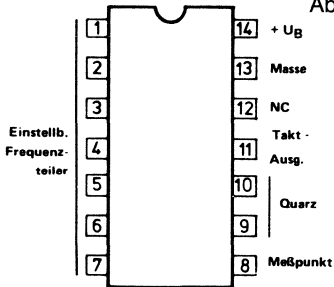 Ab
1
2
3
4
5
6
7
Einstellb.
Frequenz-
teiler
14 + UB
13 Masse
12 NC
11 Takt -
Ausg.
10
9
Quarz
8 Meßpunkt